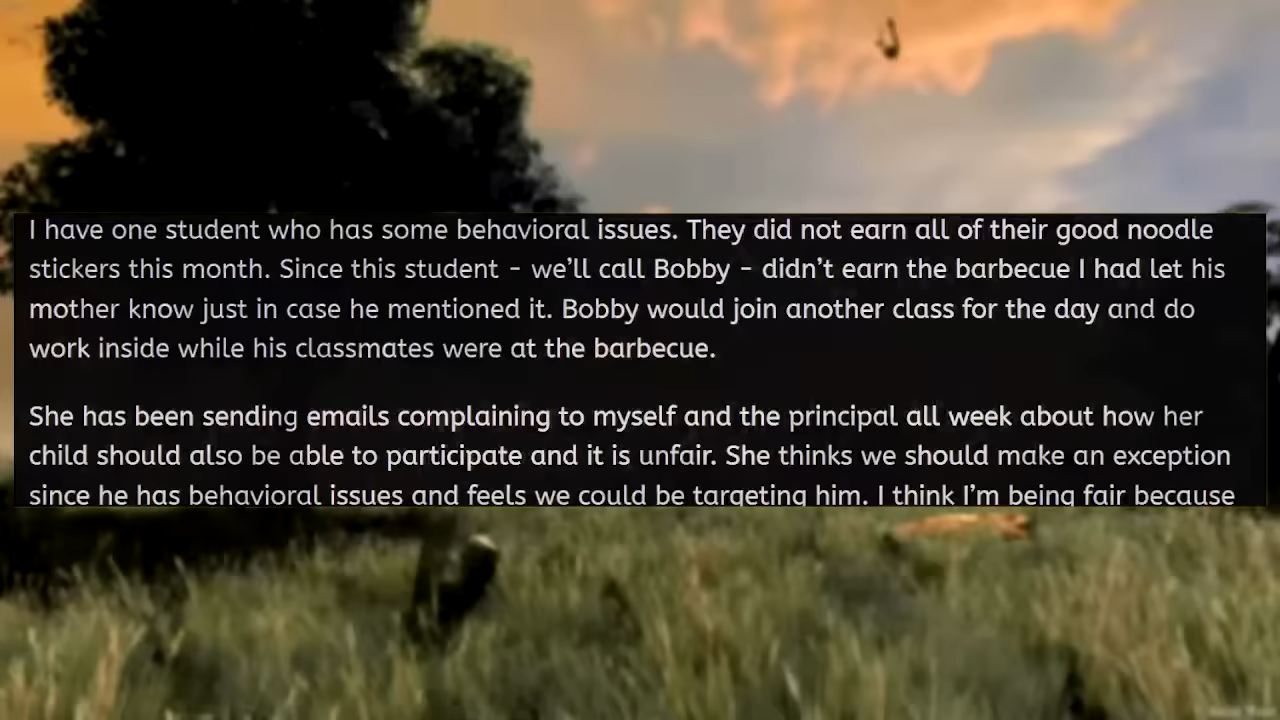 I have one student who has some behavioral issues. They did not earn all of their good noodle
stickers this month. Since this student - we'll call Bobby - didn't earn the barbecue I had let his
mother know just in case he mentioned it. Bobby would join another class for the day and do
work inside while his classmates were at the barbecue.
She has been sending emails complaining to myself and the principal all week about how her
child should also be able to participate and it is unfair. She thinks we should make an exception
since he has behavioral issues and feels we could be targeting him. I think I'm being fair because